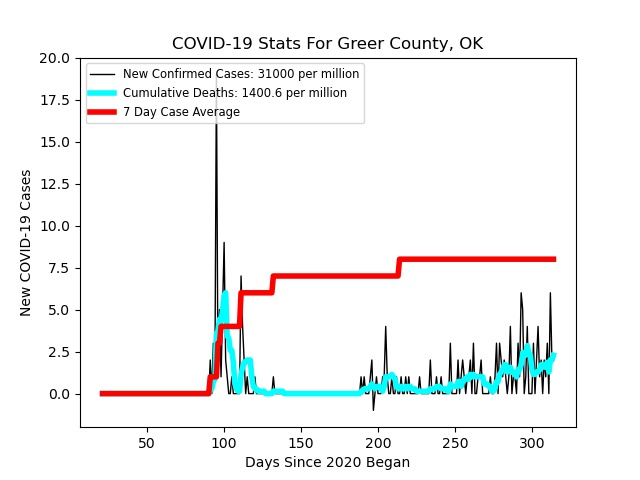 COVID-19 Stats For Greer County, OK
New Confirmed Cases: 31000 per million
Cumulative Deaths: 1400.6 per million
7 Day Case Average
20.0
17.5
15.0
12.5
10.0
7.5
5.0
2.5
0.0
New COVID-19 Cases
50 100 150 200 250 300
Days Since 2020 Began